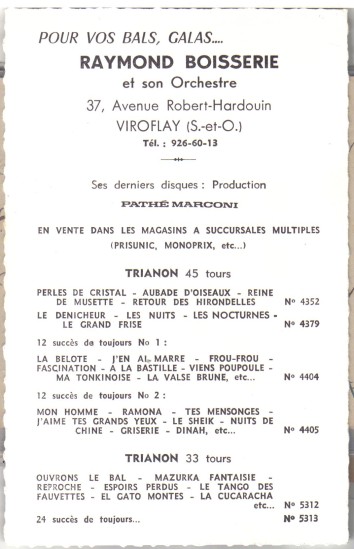 POUR VOS BALS, GALAS....
RAYMOND BOISSERIE
et son Orchestre
37, Avenue Robert-Hardouin
VIROFLAY (S.-et-O.)
Tél. : 926-60-13
Ses derniers disques : Production
PATHÉ MARCONI
EN VENTE DANS LES MAGASINS A SUCCURSALES MULTIPLES
(PRISUNIC, MONOPRIX, etc...)
TRIANON 45 tours
PERLES DE CRISTAL - AUBADE D'OISEAUX - REINE
DE MUSETTE - RETOUR DES HIRONDELLES Nº 4352
LE DENICHEUR - LES NUITS - LES NOCTURNES -
LE GRAND FRISE Nº 4379
12 succès de toujours Nº 1 :
LA BELOTE - J'EN AI MARRE - FROU-FROU -
FASCINATION - A LA BASTILLE - VIENS POUPOULE -
MA TONKINOISE - LA VALSE BRUNE, etc... Nº 4404
12 succès de toujours Nº 2 :
MON HOMME - RAMONA - TES MENSONGES -
J'AIME TES GRANDS YEUX - LE SHEIK - NUITS DE
CHINE - GRISERIE - DINAH, etc... Nº 4405
TRIANON 33 tours
OUVRONS LE BAL - MAZURKA FANTAISIE -
REPROCHE - ESPOIRS PERDUS - LE TANGO DES
FAUVETTES - EL GATO MONTES - LA CUCARACHA
etc... Nº 5312
24 succès de toujours... Nº 5313